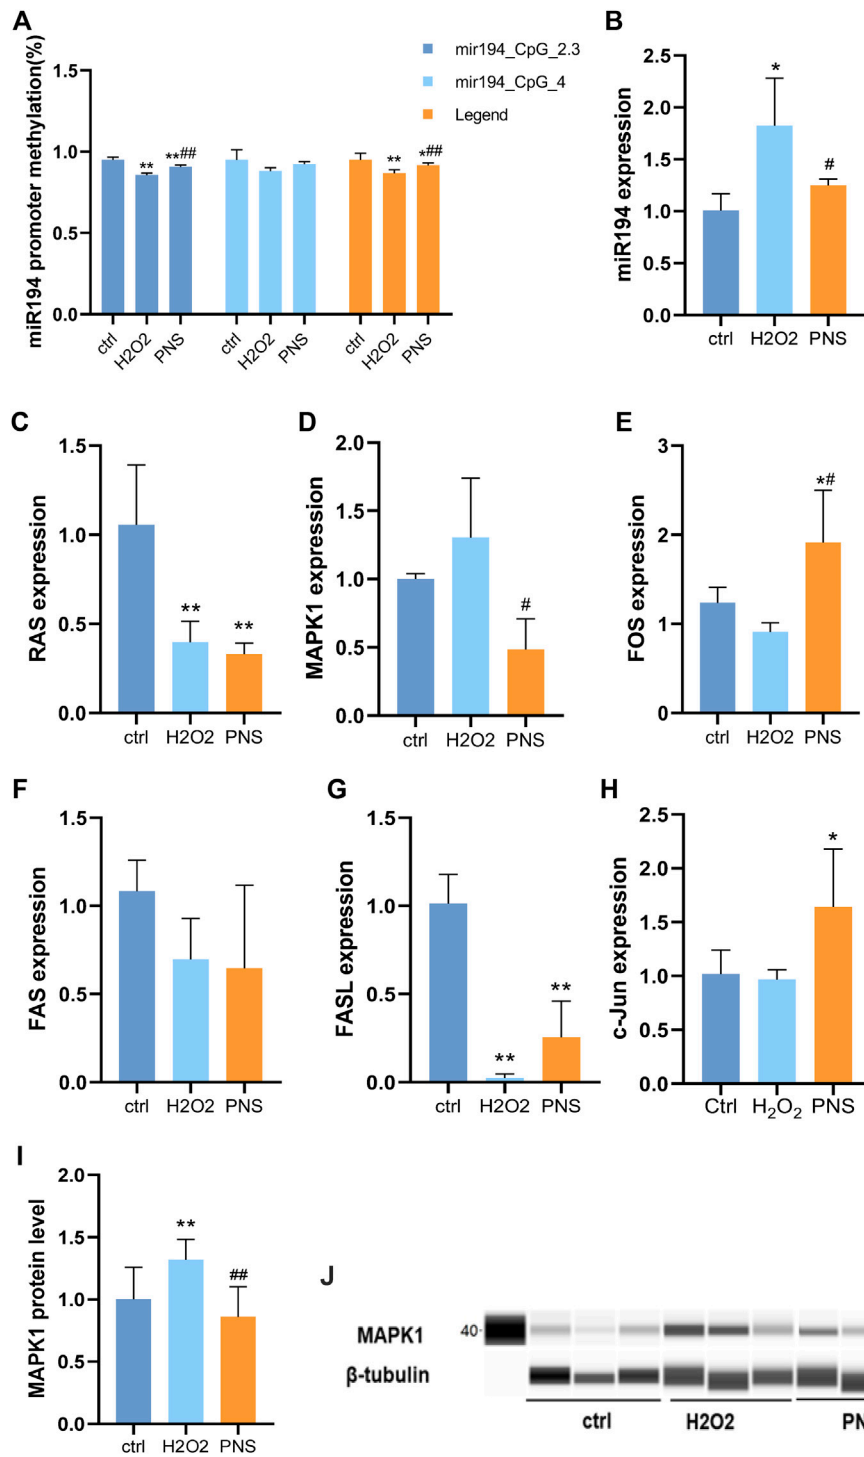 A
mir194_CpG_2.3
mir194_CpG_4
Legend
miR194 promoter methylation(%)
1.5
1.0
0.5
0.0
** **## ** *##
ctrl H2O2 PNS ctrl H2O2 PNS ctrl H2O2 PNS
B
miR194 expression
2.5
2.0
1.5
1.0
0.5
0.0
* #
ctrl H2O2 PNS
C
RAS expression
1.5
1.0
0.5
0.0
** **
ctrl H2O2 PNS
D
MAPK1 expression
2.0
1.5
1.0
0.5
0.0
#
ctrl H2O2 PNS
E
FOS expression
3
2
1
0
*#
ctrl H2O2 PNS
F
FAS expression
1.5
1.0
0.5
0.0
ctrl H2O2 PNS
G
FASL expression
1.5
1.0
0.5
0.0
** **
ctrl H2O2 PNS
H
c-Jun expression
2.5
2.0
1.5
1.0
0.5
0.0
*
Ctrl H₂O₂ PNS
I
MAPK1 protein level
2.0
1.5
1.0
0.5
0.0
** ##
ctrl H2O2 PNS
J
MAPK1 40-
β-tubulin
ctrl H2O2 PN